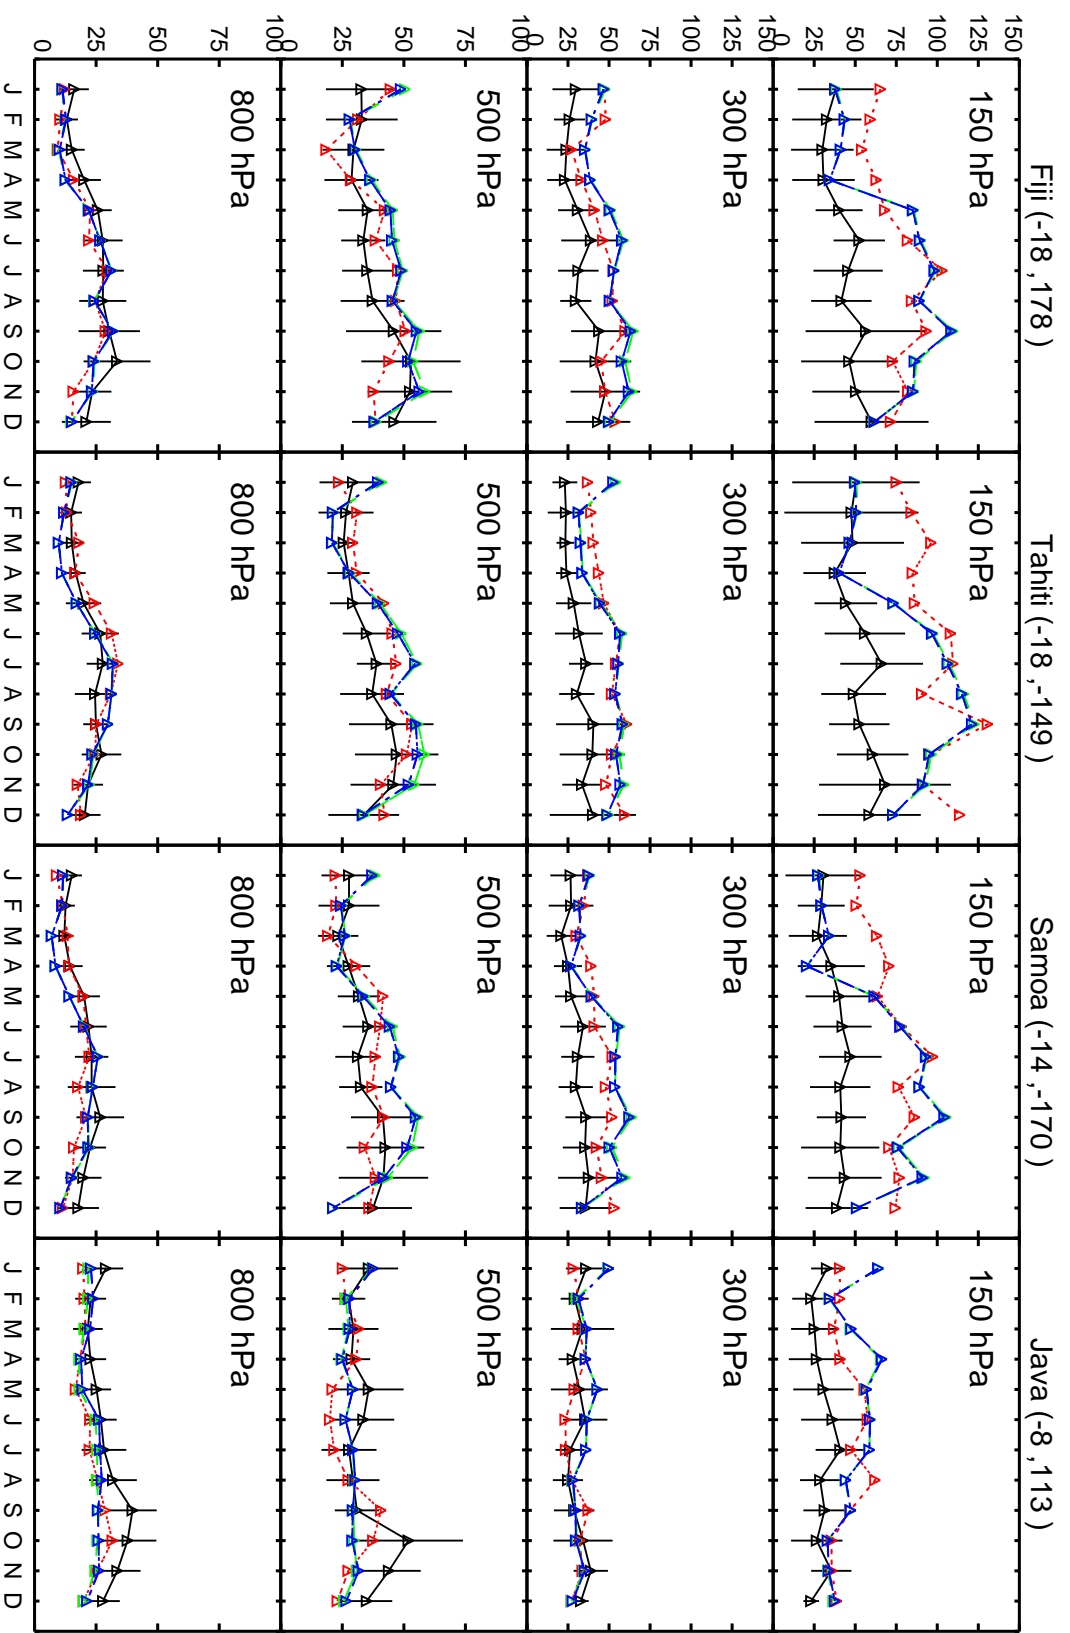 Fiji (-18 ,178 )
Tahiti (-18 ,-149 )
Samoa (-14 ,-170 )
Java (-8 ,113 )
150
125
100
75
50
25
0
150 hPa
150 hPa
150 hPa
150 hPa
150
125
100
75
50
25
0
300 hPa
300 hPa
300 hPa
300 hPa
100
75
50
25
0
500 hPa
500 hPa
500 hPa
500 hPa
100
75
50
25
0
800 hPa
800 hPa
800 hPa
800 hPa
J F M A M J J A S O N D
J F M A M J J A S O N D
J F M A M J J A S O N D
J F M A M J J A S O N D